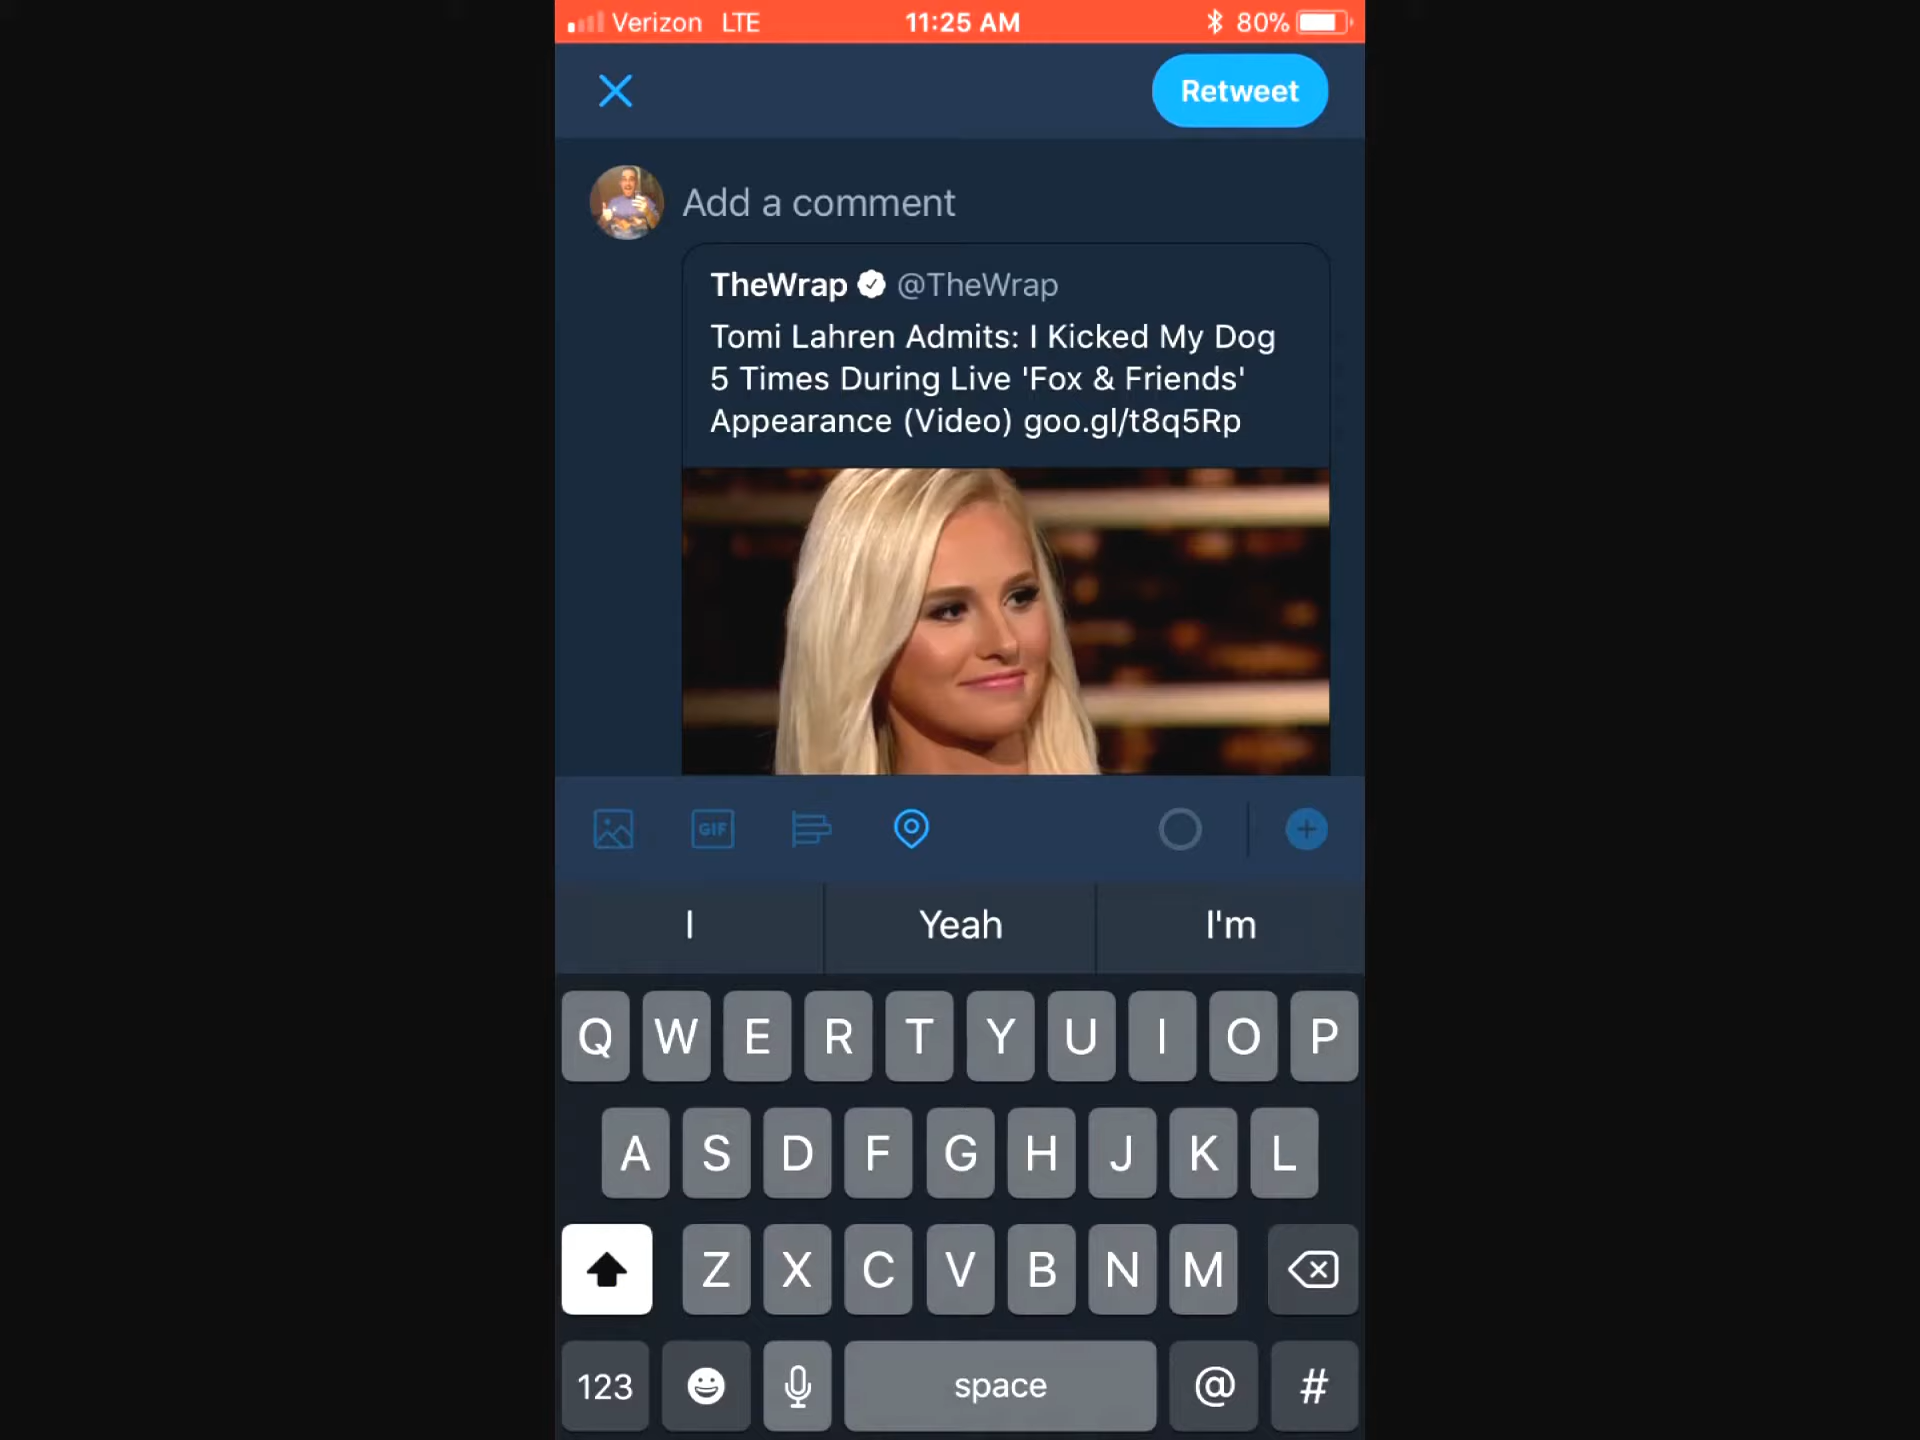 Verizon LTE 11:25 AM 80%
Retweet
Add a comment
TheWrap @TheWrap
Tomi Lahren Admits: I Kicked My Dog
5 Times During Live 'Fox & Friends'
Appearance (Video) goo.gl/t8q5Rp
GIF
I Yeah I'm
Q W E R T Y U I O P
A S D F G H J K L
Z X C V B N M
123 space @ #